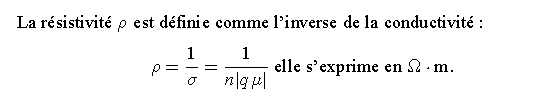 La résistivité ρ est définie comme l'inverse de la conductivité :
ρ = 1/σ = 1/(n|q μ|) elle s'exprime en Ω · m.